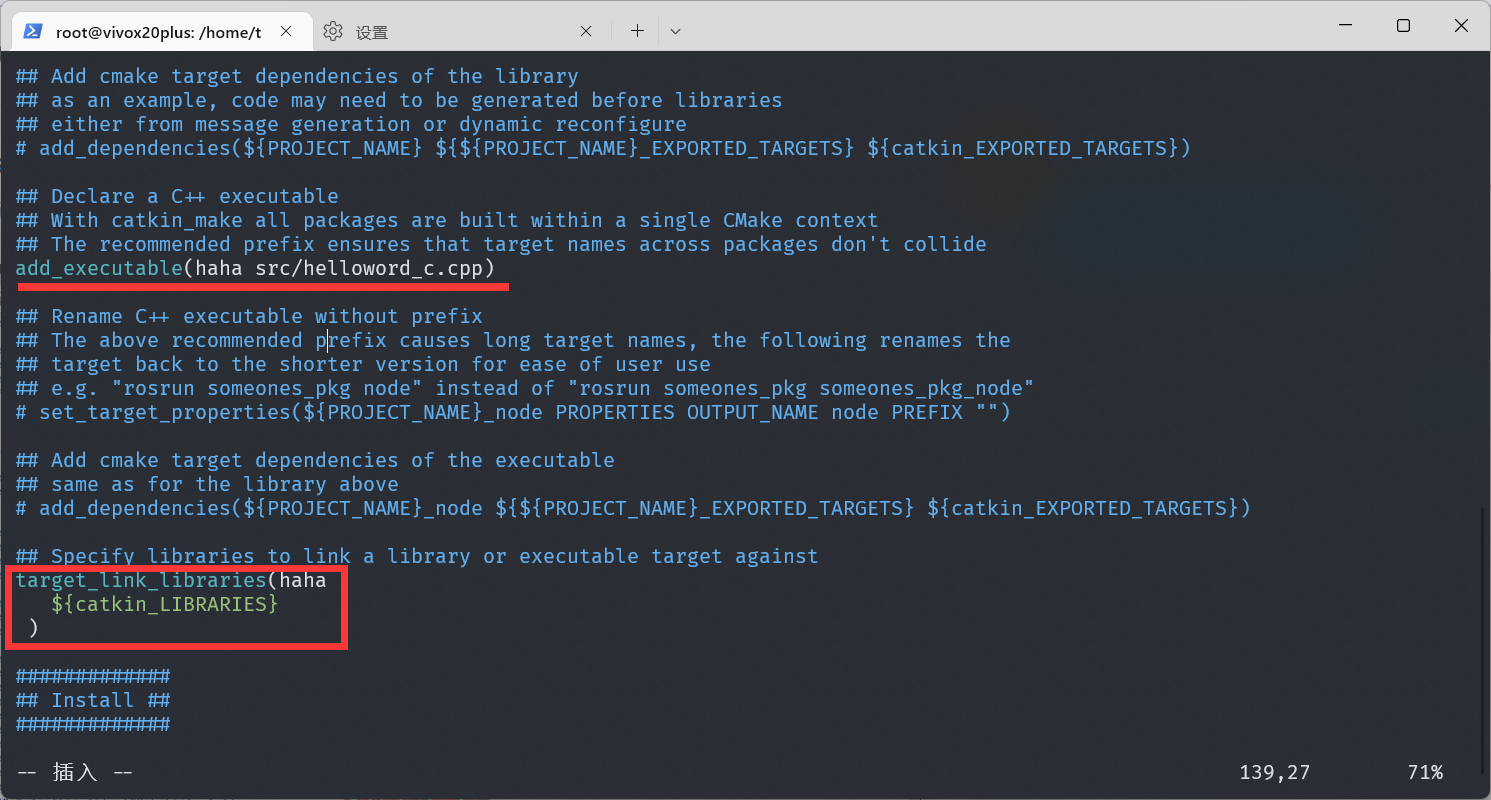 root@vivox20plus: /home/t
设置
## Add cmake target dependencies of the library
## as an example, code may need to be generated before libraries
## either from message generation or dynamic reconfigure
# add_dependencies(${PROJECT_NAME} ${${PROJECT_NAME}_EXPORTED_TARGETS} ${catkin_EXPORTED_TARGETS})
## Declare a C++ executable
## With catkin_make all packages are built within a single CMake context
## The recommended prefix ensures that target names across packages don't collide
add_executable(haha src/helloword_c.cpp)
## Rename C++ executable without prefix
## The above recommended prefix causes long target names, the following renames the
## target back to the shorter version for ease of user use
## e.g. "rosrun someones_pkg node" instead of "rosrun someones_pkg someones_pkg_node"
# set_target_properties(${PROJECT_NAME}_node PROPERTIES OUTPUT_NAME node PREFIX "")
## Add cmake target dependencies of the executable
## same as for the library above
# add_dependencies(${PROJECT_NAME}_node ${${PROJECT_NAME}_EXPORTED_TARGETS} ${catkin_EXPORTED_TARGETS})
## Specify libraries to link a library or executable target against
target_link_libraries(haha
${catkin_LIBRARIES}
)
#############
## Install ##
#############
-- 插入 -- 139,27 71%